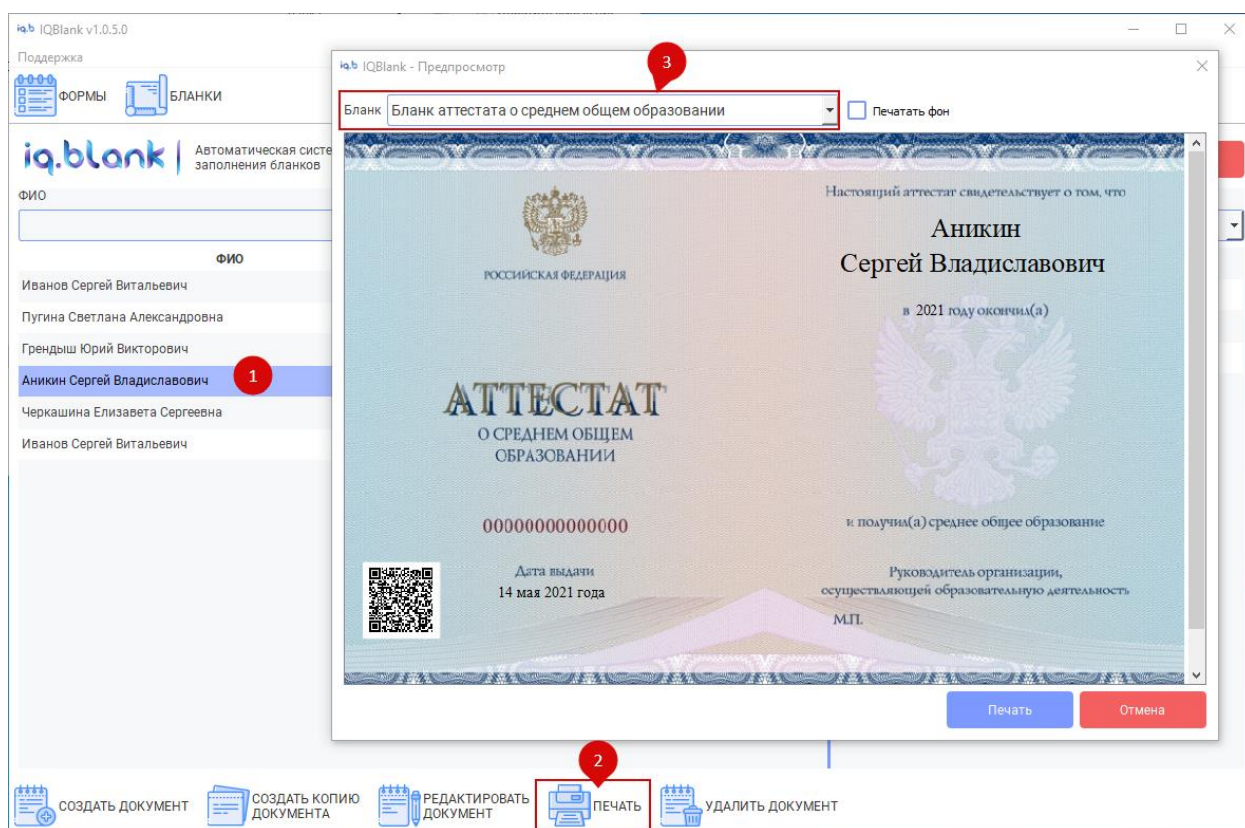 iq.b IQBlank v1.0.5.0
Поддержка
ФОРМЫ
БЛАНКИ
iq.blank
Автоматическая систе
заполнения бланков
ФИО
ФИО
Иванов Сергей Витальевич
Пугина Светлана Александровна
Грендыш Юрий Викторович
Аникин Сергей Владиславович
1
Черкашина Елизавета Сергеевна
Иванов Сергей Витальевич
iq.b IQBlank - Предпросмотр
3
Бланк Бланк аттестата о среднем общем образовании
Печатать фон
РОССИЙСКАЯ ФЕДЕРАЦИЯ
АТТЕСТАТ
О СРЕДНЕМ ОБЩЕМ
ОБРАЗОВАНИИ
00000000000000
Дата выдачи
14 мая 2021 года
Настоящий аттестат свидетельствует о том, что
Аникин
Сергей Владиславович
в 2021 году окончил(а)
и получил(а) среднее общее образование
Руководитель организации,
осуществляющей образовательную деятельность
М.П.
Печать
Отмена
2
СОЗДАТЬ ДОКУМЕНТ
СОЗДАТЬ КОПИЮ
ДОКУМЕНТА
РЕДАКТИРОВАТЬ
ДОКУМЕНТ
ПЕЧАТЬ
УДАЛИТЬ ДОКУМЕНТ